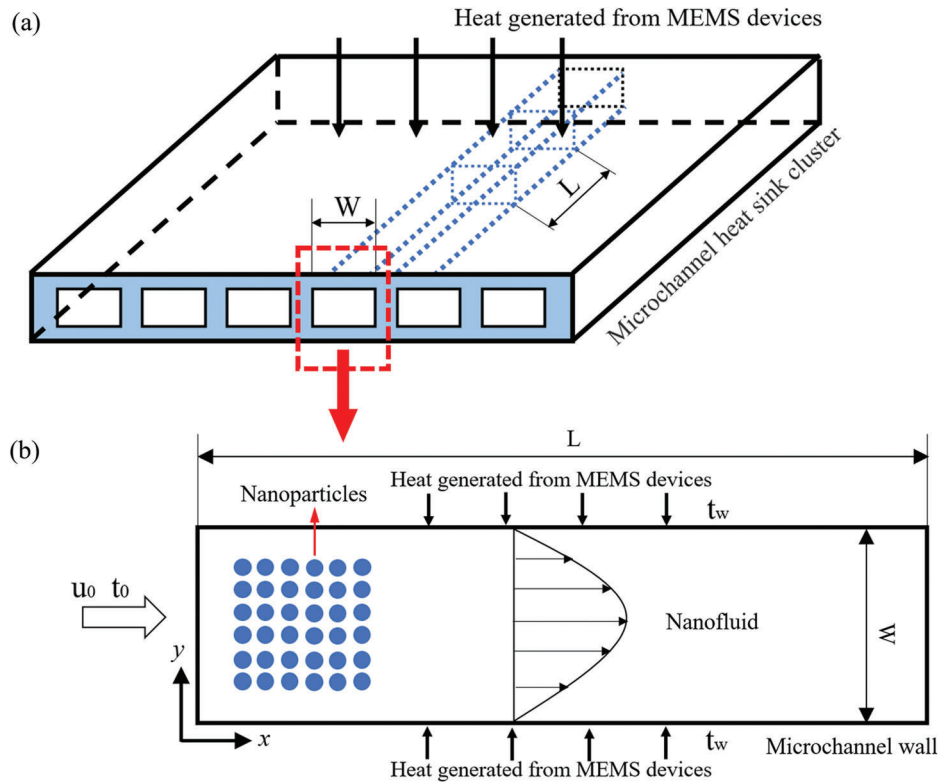 (a)
Heat generated from MEMS devices
W
L
Microchannel heat sink cluster
(b)
L
Heat generated from MEMS devices
Nanoparticles
tw
u0 t0
Nanofluid
W
y
x
tw
Microchannel wall
Heat generated from MEMS devices